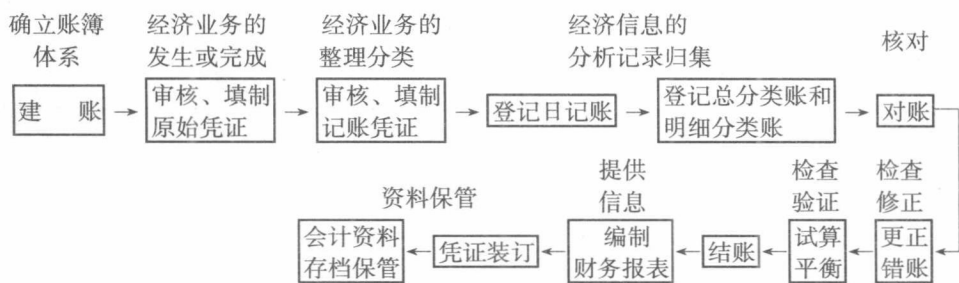 确立账簿 经济业务的 经济业务的 经济信息的
体系 发生或完成 整理分类 分析记录归集 核对
建 账 审核、填制 审核、填制 登记日记账 登记总分类账和 对账
原始凭证 记账凭证 明细分类账
提供 检查 检查
资料保管 信息 验证 修正
会计资料 凭证装订 编制 结账 试算 更正
存档保管 财务报表 平衡 错账